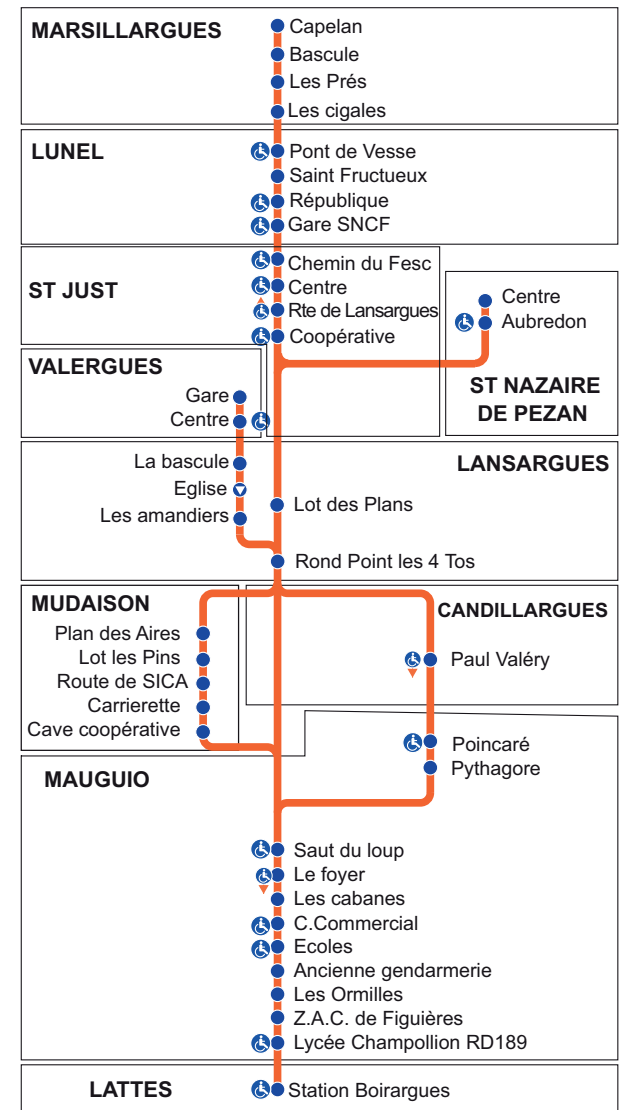 MARSILLARGUES
Capelan
Bascule
Les Prés
Les cigales
LUNEL
Pont de Vesse
Saint Fructueux
République
Gare SNCF
ST JUST
Chemin du Fesc
Centre
Rte de Lansargues
Coopérative
Centre
Aubredon
ST NAZAIRE
DE PEZAN
VALERGUES
Gare
Centre
LANSARGUES
La bascule
Eglise
Les amandiers
Lot des Plans
Rond Point les 4 Tos
MUDAISON
Plan des Aires
Lot les Pins
Route de SICA
Carrierette
Cave coopérative
CANDILLARGUES
Paul Valéry
Poincaré
Pythagore
MAUGUIO
Saut du loup
Le foyer
Les cabanes
C.Commercial
Ecoles
Ancienne gendarmerie
Les Ormilles
Z.A.C. de Figuières
Lycée Champollion RD189
LATTES
Station Boirargues